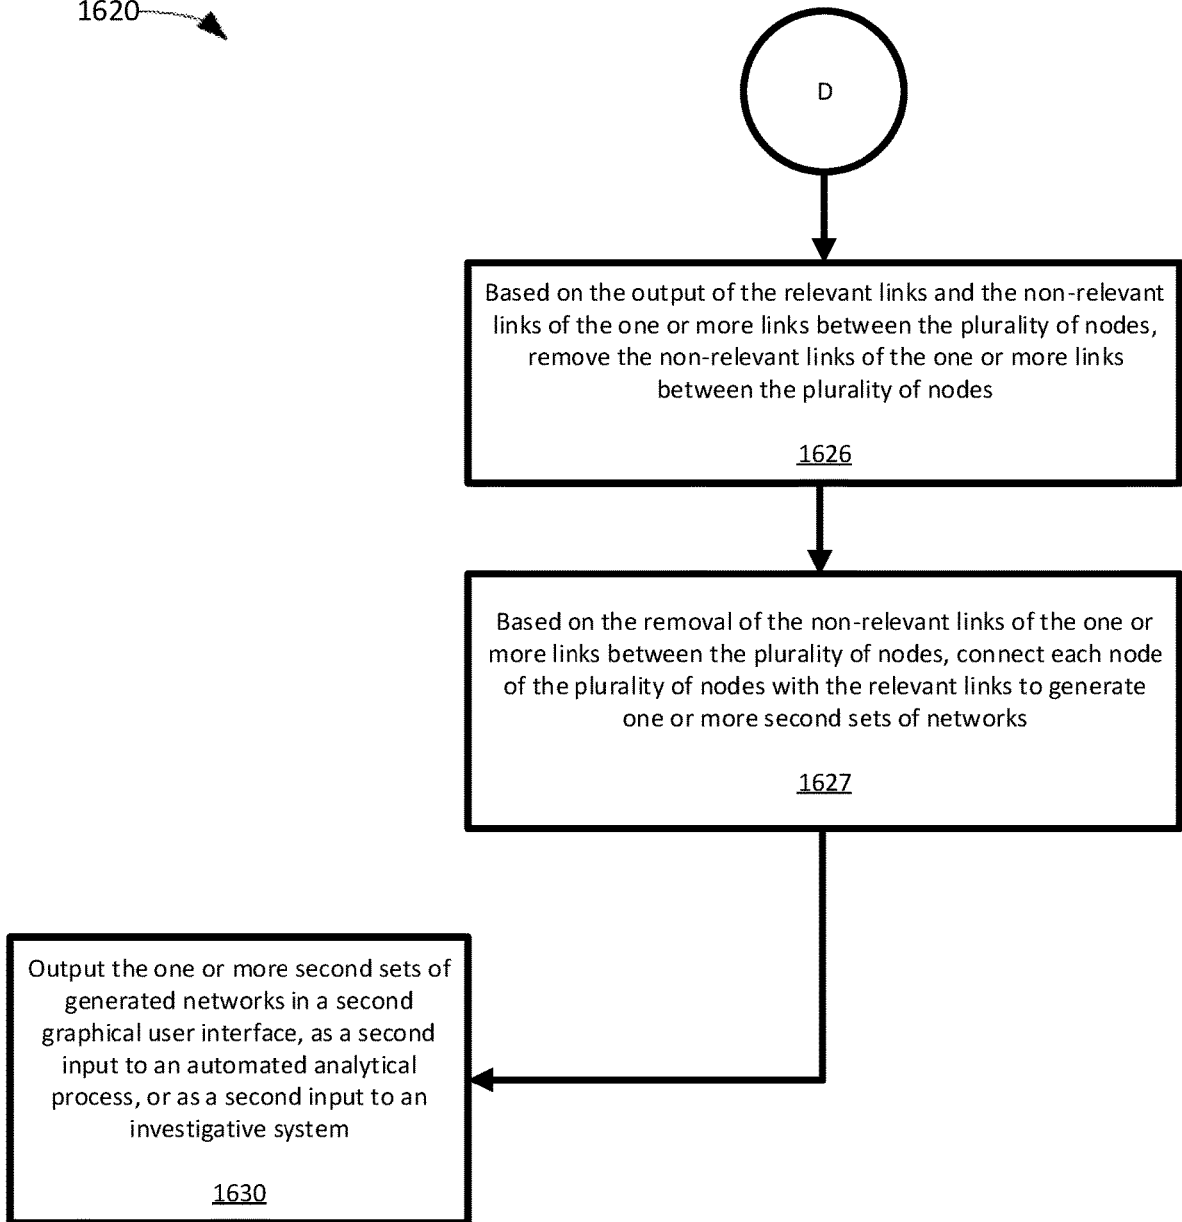 1620
D
Based on the output of the relevant links and the non-relevant
links of the one or more links between the plurality of nodes,
remove the non-relevant links of the one or more links
between the plurality of nodes
1626
Based on the removal of the non-relevant links of the one or
more links between the plurality of nodes, connect each node
of the plurality of nodes with the relevant links to generate
one or more second sets of networks
1627
Output the one or more second sets of
generated networks in a second
graphical user interface, as a second
input to an automated analytical
process, or as a second input to an
investigative system
1630